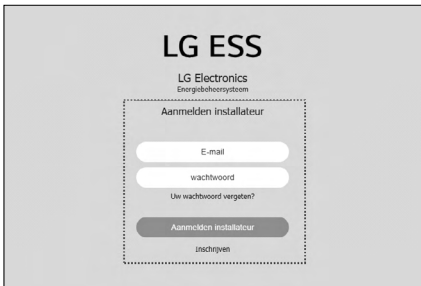 LG ESS
LG Electronics
Energiebeheersysteem
Aanmelden installateur
E-mail
wachtwoord
Uw wachtwoord vergeten?
Aanmelden installateur
Inschrijven